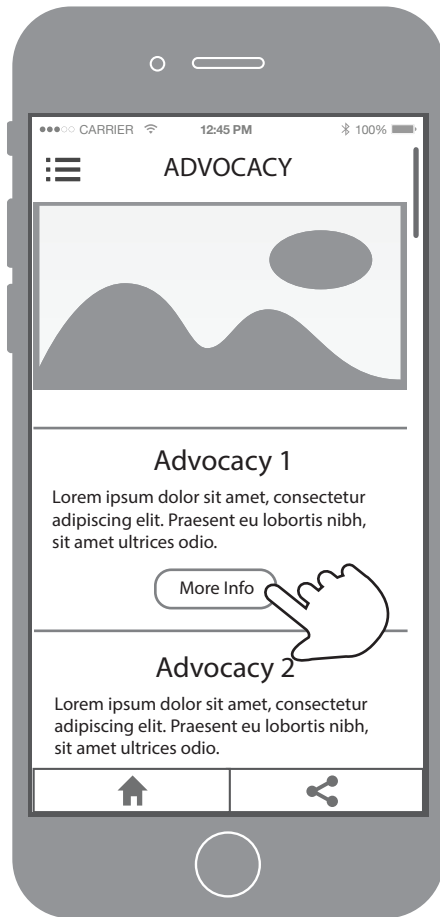 CARRIER 12:45 PM 100%
ADVOCACY
Advocacy 1
Lorem ipsum dolor sit amet, consectetur
adipiscing elit. Praesent eu lobortis nibh,
sit amet ultrices odio.
More Info
Advocacy 2
Lorem ipsum dolor sit amet, consectetur
adipiscing elit. Praesent eu lobortis nibh,
sit amet ultrices odio.